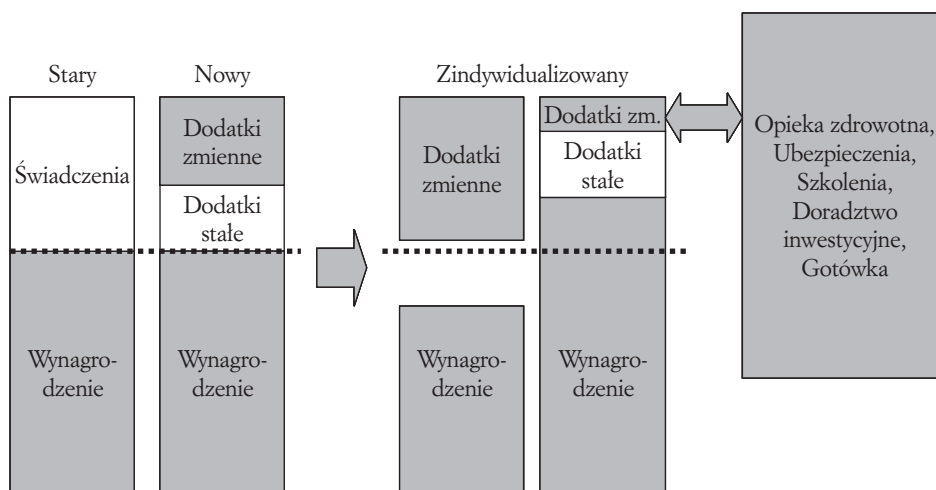 Stary
Nowy
Zindywidualizowany
Świadczenia
Wynagro-
dzenie
Dodatki
zmienne
Dodatki
stałe
Wynagro-
dzenie
Dodatki
zmienne
Wynagro-
dzenie
Dodatki zm.
Dodatki
stałe
Wynagro-
dzenie
Opieka zdrowotna,
Ubezpieczenia,
Szkolenia,
Doradztwo
inwestycyjne,
Gotówka